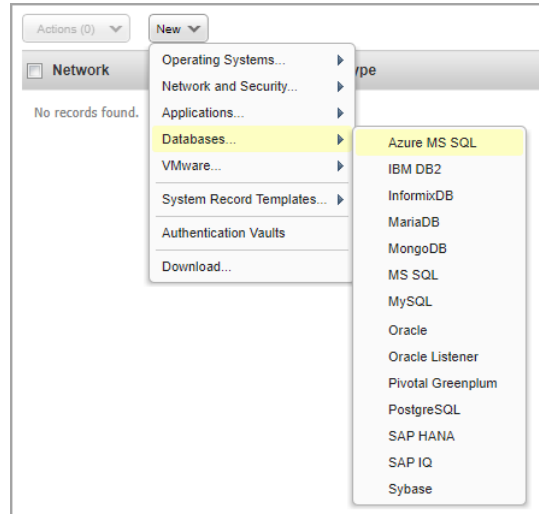 Actions (0) New
Network
No records found.
Operating Systems...
Network and Security...
Applications...
Databases...
VMware...
System Record Templates...
Authentication Vaults
Download...
Azure MS SQL
IBM DB2
InformixDB
MariaDB
MongoDB
MS SQL
MySQL
Oracle
Oracle Listener
Pivotal Greenplum
PostgreSQL
SAP HANA
SAP IQ
Sybase